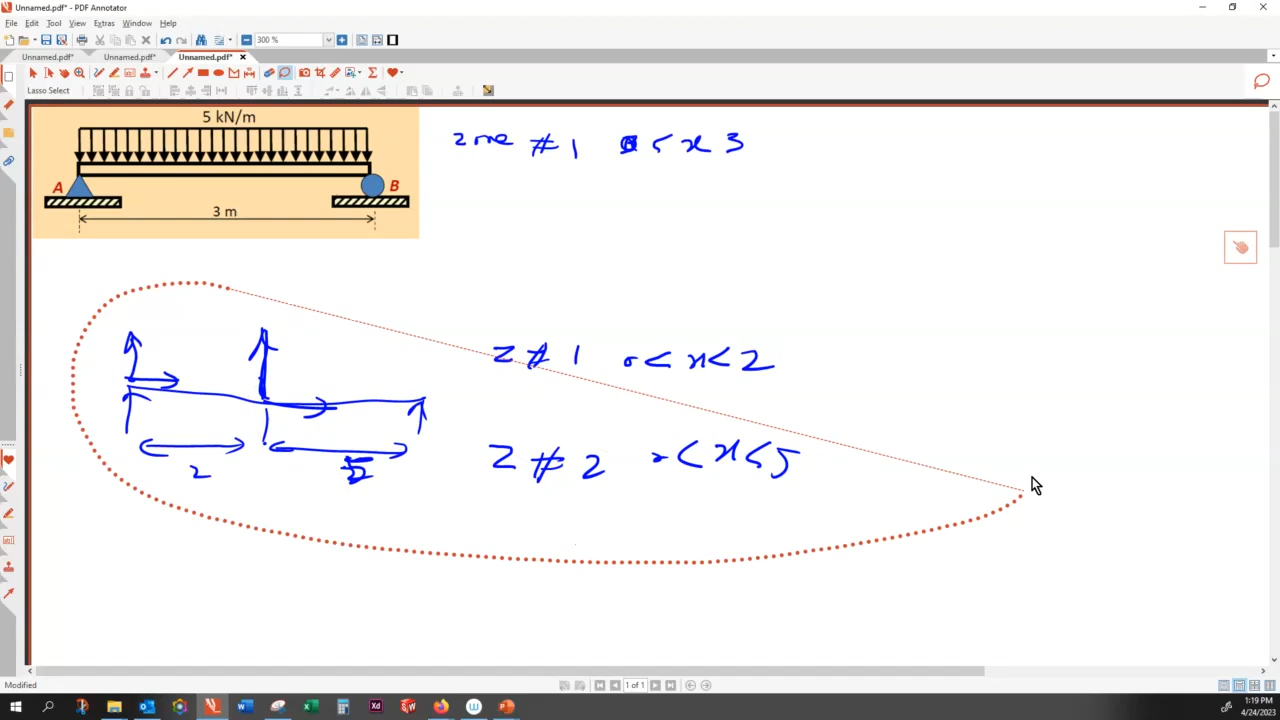 Unnamed.pdf* - PDF Annotator
File Edit Tool View Extras Window Help
300 %
Unnamed.pdf* Unnamed.pdf* Unnamed.pdf*
Lasso Select
5 kN/m
A B
3 m
zone # 1
x 3
Z # 1 0 < x < 2
Z # 2 < x < 5
2
1 of 1
Modified
1:19 PM
4/24/2023